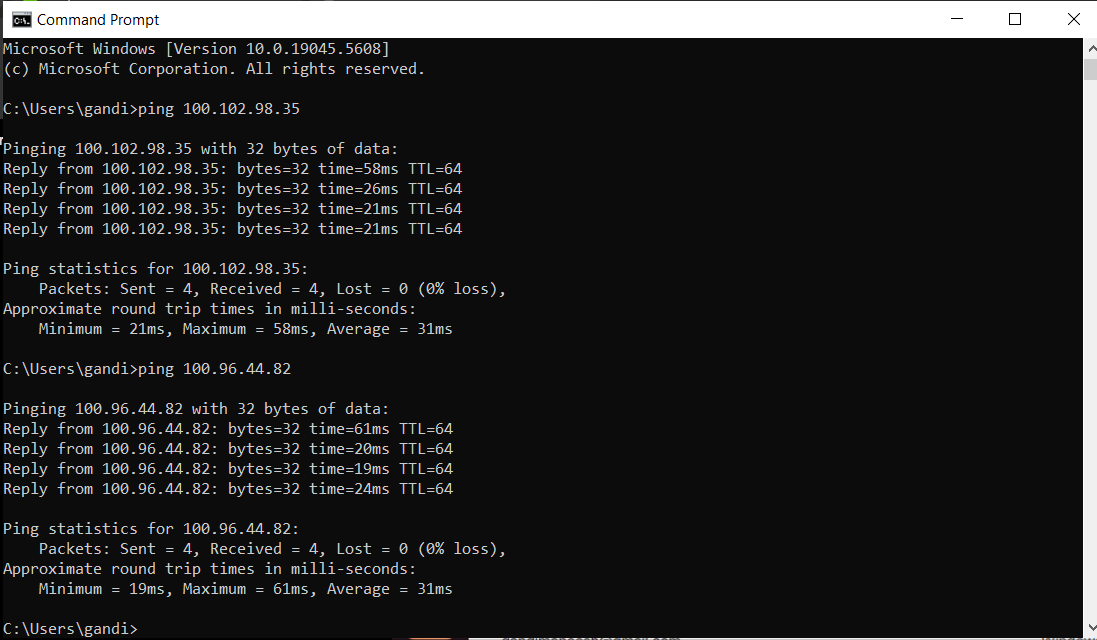 Command Prompt
Microsoft Windows [Version 10.0.19045.5608]
(c) Microsoft Corporation. All rights reserved.
C:\Users\gandi>ping 100.102.98.35
Pinging 100.102.98.35 with 32 bytes of data:
Reply from 100.102.98.35: bytes=32 time=58ms TTL=64
Reply from 100.102.98.35: bytes=32 time=26ms TTL=64
Reply from 100.102.98.35: bytes=32 time=21ms TTL=64
Reply from 100.102.98.35: bytes=32 time=21ms TTL=64
Ping statistics for 100.102.98.35:
    Packets: Sent = 4, Received = 4, Lost = 0 (0% loss),
Approximate round trip times in milli-seconds:
    Minimum = 21ms, Maximum = 58ms, Average = 31ms
C:\Users\gandi>ping 100.96.44.82
Pinging 100.96.44.82 with 32 bytes of data:
Reply from 100.96.44.82: bytes=32 time=61ms TTL=64
Reply from 100.96.44.82: bytes=32 time=20ms TTL=64
Reply from 100.96.44.82: bytes=32 time=19ms TTL=64
Reply from 100.96.44.82: bytes=32 time=24ms TTL=64
Ping statistics for 100.96.44.82:
    Packets: Sent = 4, Received = 4, Lost = 0 (0% loss),
Approximate round trip times in milli-seconds:
    Minimum = 19ms, Maximum = 61ms, Average = 31ms
C:\Users\gandi>